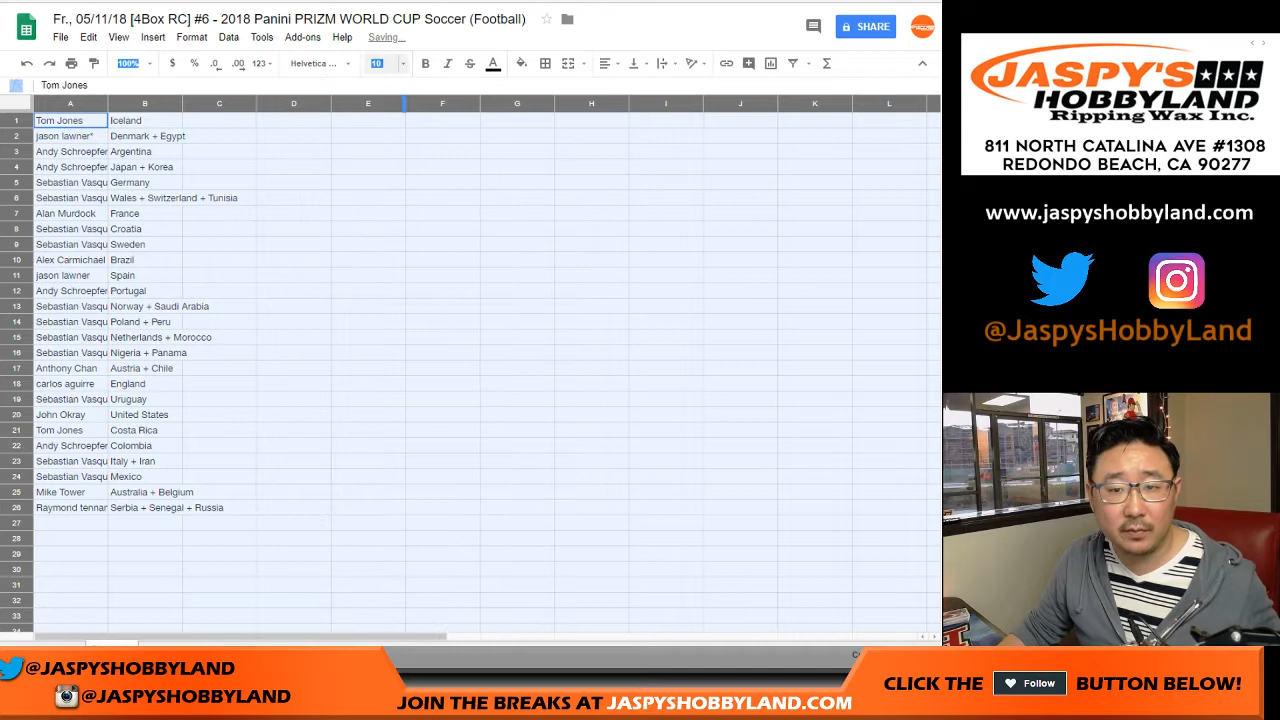 Fr., 05/11/18 [4Box RC] #6 - 2018 Panini PRIZM WORLD CUP Soccer (Football)
File Edit View Insert Format Data Tools Add-ons Help Saving...
SHARE
100% $ % .0 .00 123 Helvetica ... 10 B I S A
Tom Jones
A B C D E F G H I J K L
1 Tom Jones Iceland
2 jason lawner* Denmark + Egypt
3 Andy Schroepfer Argentina
4 Andy Schroepfer Japan + Korea
5 Sebastian Vasqu Germany
6 Sebastian Vasqu Wales + Switzerland + Tunisia
7 Alan Murdock France
8 Sebastian Vasqu Croatia
9 Sebastian Vasqu Sweden
10 Alex Carmichael Brazil
11 jason lawner Spain
12 Andy Schroepfer Portugal
13 Sebastian Vasqu Norway + Saudi Arabia
14 Sebastian Vasqu Poland + Peru
15 Sebastian Vasqu Netherlands + Morocco
16 Sebastian Vasqu Nigeria + Panama
17 Anthony Chan Austria + Chile
18 carlos aguirre England
19 Sebastian Vasqu Uruguay
20 John Okray United States
21 Tom Jones Costa Rica
22 Andy Schroepfer Colombia
23 Sebastian Vasqu Italy + Iran
24 Sebastian Vasqu Mexico
25 Mike Tower Australia + Belgium
26 Raymond tennar Serbia + Senegal + Russia
27
28
29
30
31
32
33
JASPY'S
HOBBYLAND
Ripping Wax Inc.
811 NORTH CATALINA AVE #1308
REDONDO BEACH, CA 90277
www.jaspyshobbyland.com
@JaspysHobbyLand
@JASPYSHOBBYLAND
@JASPYSHOBBYLAND
JOIN THE BREAKS AT JASPYSHOBBYLAND.COM
CLICK THE Follow BUTTON BELOW!